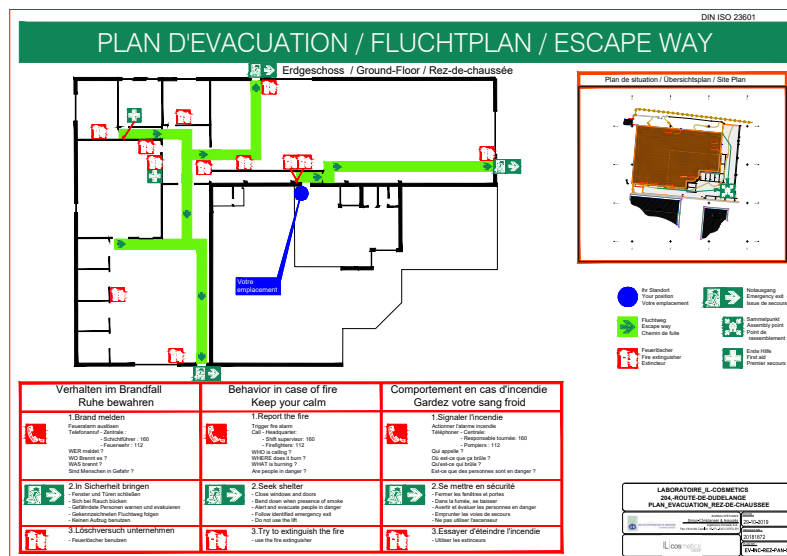 DIN ISO 23601
PLAN D'EVACUATION / FLUCHTPLAN / ESCAPE WAY
Erdgeschoss / Ground-Floor / Rez-de-chaussée
Votre
emplacement
Plan de situation / Übersichtsplan / Site Plan
Ihr Standort
Your position
Votre emplacement
Notausgang
Emergency exit
Issue de secours
Fluchtweg
Escape way
Chemin de fuite
Sammelpunkt
Assembly point
Point de
rassemblement
Feuerlöscher
Fire extinguisher
Extincteur
Erste Hilfe
First aid
Premier secours
Verhalten im Brandfall
Ruhe bewahren
1.Brand melden
Feueralarm auslösen
Telefonanruf - Zentrale :
- Schichtführer : 160
- Feuerwehr : 112
WER meldet ?
WO Brennt es ?
WAS brennt ?
Sind Menschen in Gefahr ?
2.In Sicherheit bringen
- Fenster und Türen schließen
- Sich bei Rauch bücken
- Gefährdete Personen warnen und evakuieren
- Gekennzeichneten Fluchtweg folgen
- Keinen Aufzug benutzen
3.Löschversuch unternehmen
- Feuerlöscher benutzen
Behavior in case of fire
Keep your calm
1.Report the fire
Trigger fire alarm
Call - Headquarter:
- Shift supervisor: 160
- Firefighters: 112
WHO is calling ?
WHERE does it burn ?
WHAT is burning ?
Are people in danger ?
2.Seek shelter
- Close windows and doors
- Bend down when presence of smoke
- Alert and evacuate people in danger
- Follow identified emergency exit
- Do not use the lift
3.Try to extinguish the fire
- use the fire extinguisher
Comportement en cas d'incendie
Gardez votre sang froid
1.Signaler l'incendie
Actionner l'alarme incendie
Téléphoner - Centrale:
- Responsable tournée: 160
- Pompiers : 112
Qui appelle ?
Où est-ce que ça brûle ?
Qu'est-ce qui brûle ?
Est-ce que des personnes sont en danger ?
2.Se mettre en sécurité
- Fermer les fenêtres et portes
- Dans la fumée, se baisser
- Avertir et évaluer les personnes en danger
- Emprunter les voies de secours
- Ne pas utiliser l'ascenseur
3.Essayer d'éteindre l'incendie
- Utiliser les extincteurs
LABORATOIRE_IL-COSMETICS
204,-ROUTE-DE-DUDELANGE
PLAN_EVACUATION_REZ-DE-CHAUSSEE
29-10-2019
20181872
IL cosmetics